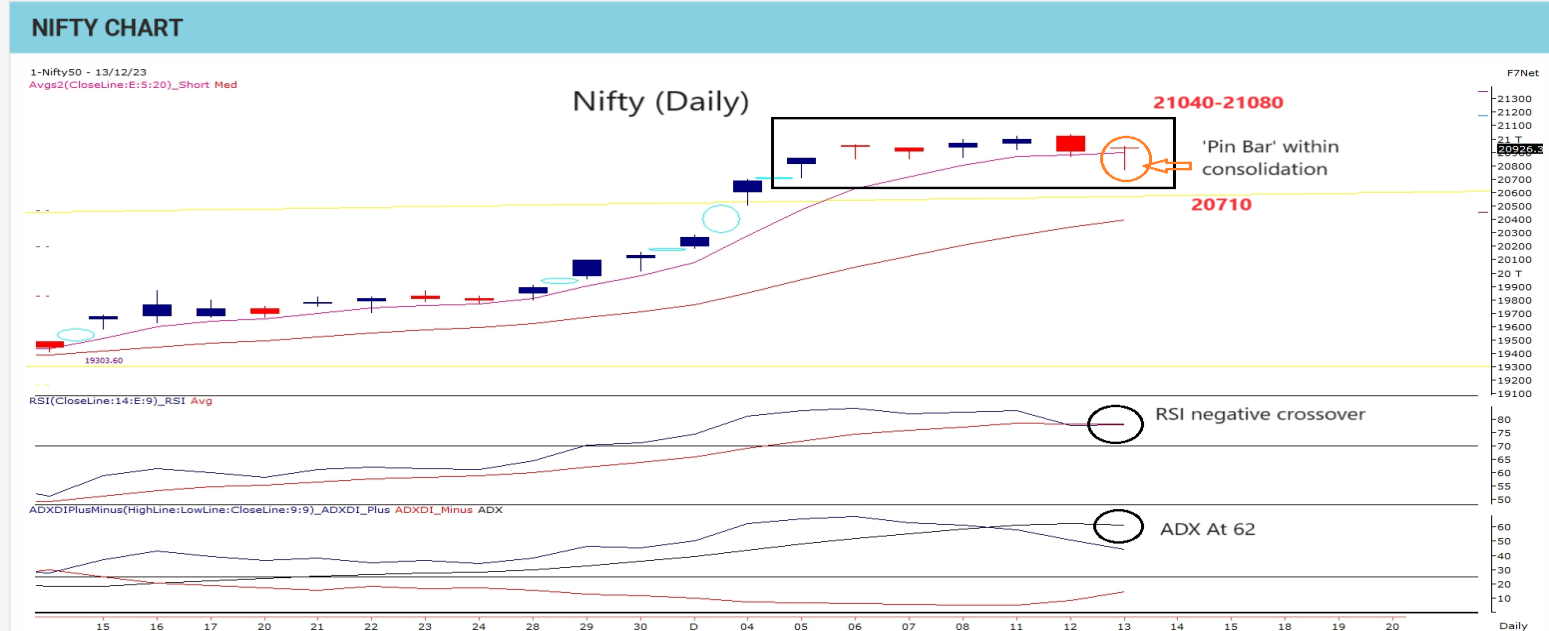 NIFTY CHART
1-Nifty50 - 13/12/23
Avgs2(CloseLine:E:5:20)_Short Med
F7Net
Nifty (Daily)
21040-21080
'Pin Bar' within
consolidation
20710
19303.60
21300
21200
21100
21 T
20926.3
20800
20700
20600
20500
20400
20300
20200
20100
20 T
19900
19800
19700
19600
19500
19400
19300
19200
19100
RSI(CloseLine:14:E:9)_RSI Avg
RSI negative crossover
80
75
70
65
60
55
50
ADXDIPlusMinus(HighLine:LowLine:CloseLine:9:9)_ADXDI_Plus ADXDI_Minus ADX
ADX At 62
60
50
40
30
20
10
15 16 17 20 21 22 23 24 28 29 30 D 04 05 06 07 08 11 12 13 14 15 18 19 20 Daily